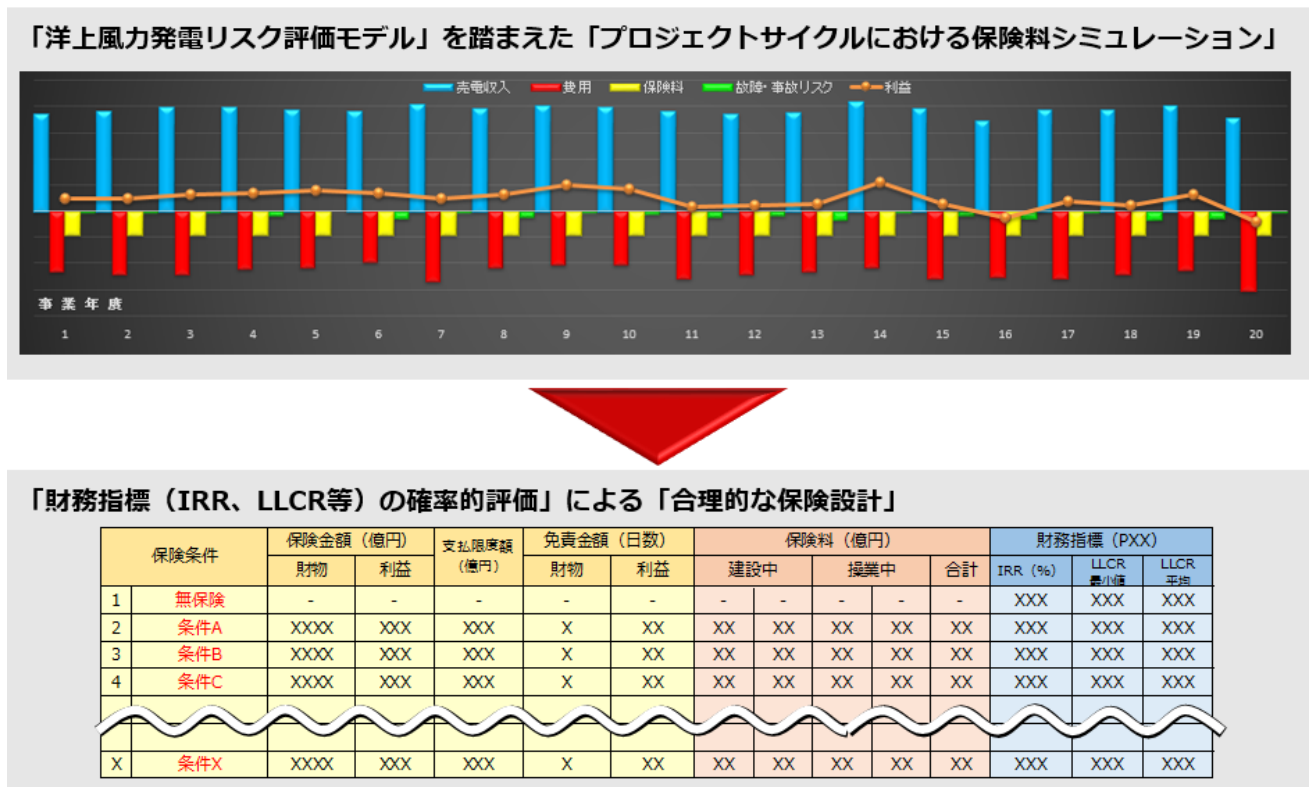 「洋上風力発電リスク評価モデル」を踏まえた「プロジェクトサイクルにおける保険料シミュレーション」
売電収入 費用 保険料 故障・事故リスク 利益
事業年度
1 2 3 4 5 6 7 8 9 10 11 12 13 14 15 16 17 18 19 20
「財務指標（IRR、LLCR等）の確率的評価」による「合理的な保険設計」
保険条件 保険金額（億円） 支払限度額（億円） 免責金額（日数） 保険料（億円） 財務指標（PXX）
財物 利益 財物 利益 建設中 操業中 合計 IRR（%） LLCR最小値 LLCR平均
1 無保険 - - - - - - - - - - XXX XXX XXX
2 条件A XXXX XXX XXX X XX XX XX XX XX XX XXX XXX XXX
3 条件B XXXX XXX XXX X XX XX XX XX XX XX XXX XXX XXX
4 条件C XXXX XXX XXX X XX XX XX XX XX XX XXX XXX XXX
X 条件X XXXX XXX XXX X XX XX XX XX XX XX XXX XXX XXX